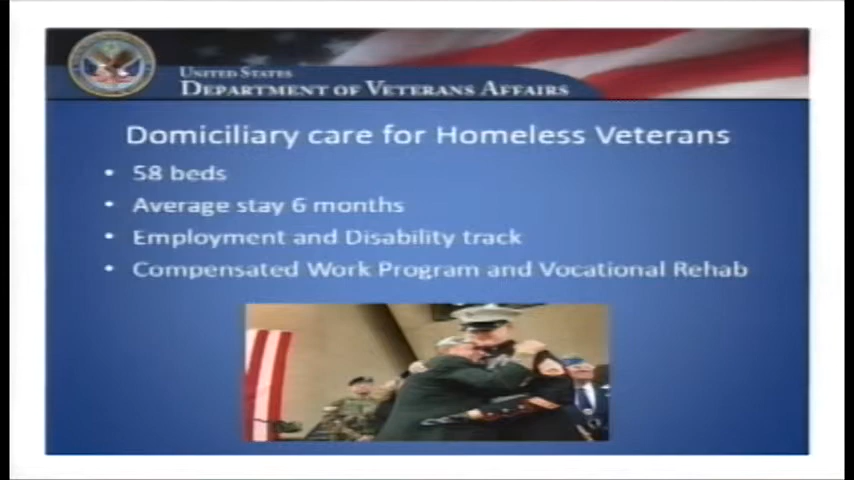 UNITED STATES
DEPARTMENT OF VETERANS AFFAIRS
Domiciliary care for Homeless Veterans
• 58 beds
• Average stay 6 months
• Employment and Disability track
• Compensated Work Program and Vocational Rehab